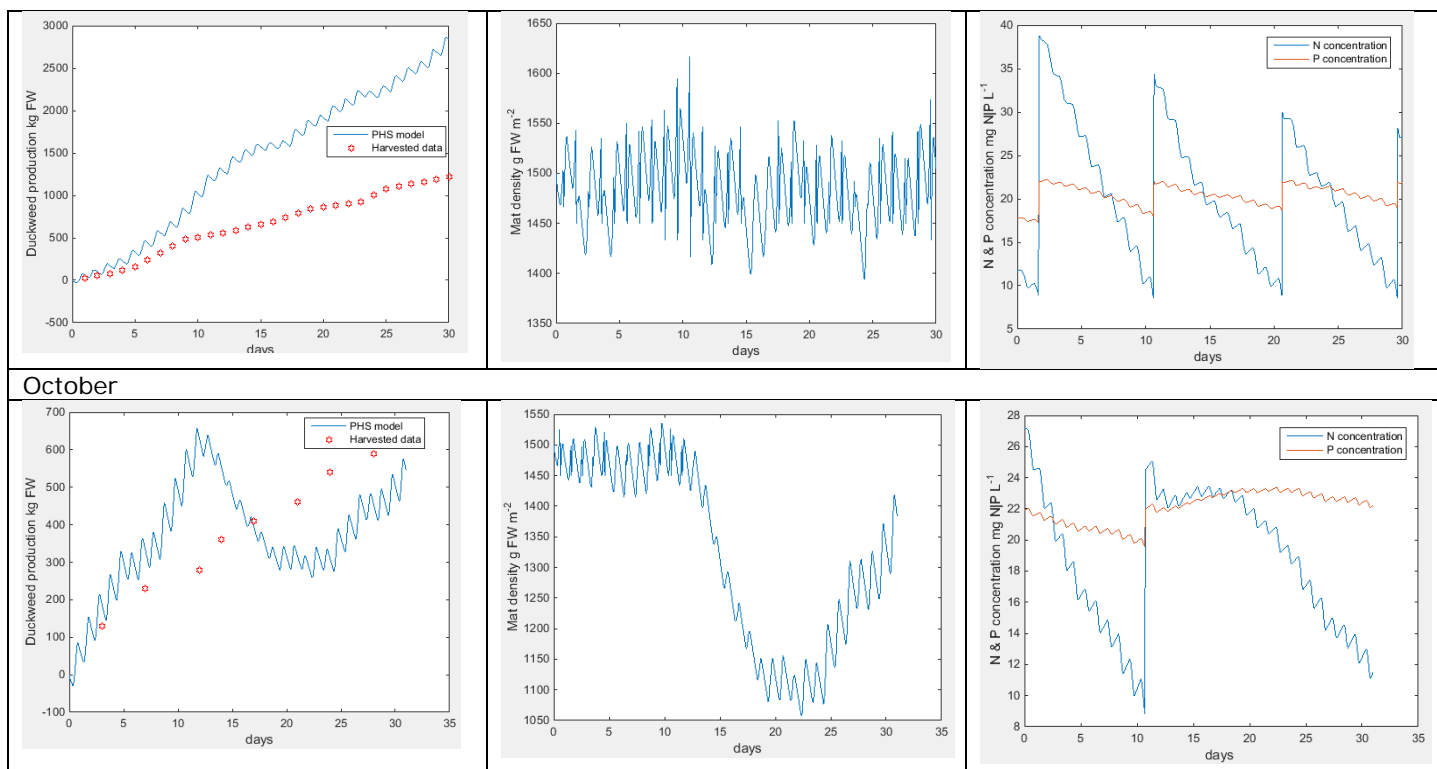 Duckweed production kg FW
3000
2500
2000
1500
1000
500
0
-500
PHS model
Harvested data
0 5 10 15 20 25 30
days
Mat density g FW m-2
1650
1600
1550
1500
1450
1400
1350
0 5 10 15 20 25 30
days
N & P concentration mg N|P L-1
40
35
30
25
20
15
10
5
N concentration
P concentration
0 5 10 15 20 25 30
days
October
Duckweed production kg FW
700
600
500
400
300
200
100
0
-100
PHS model
Harvested data
0 5 10 15 20 25 30 35
days
Mat density g FW m-2
1550
1500
1450
1400
1350
1300
1250
1200
1150
1100
1050
0 5 10 15 20 25 30 35
days
N & P concentration mg N|P L-1
28
26
24
22
20
18
16
14
12
10
8
N concentration
P concentration
0 5 10 15 20 25 30 35
days